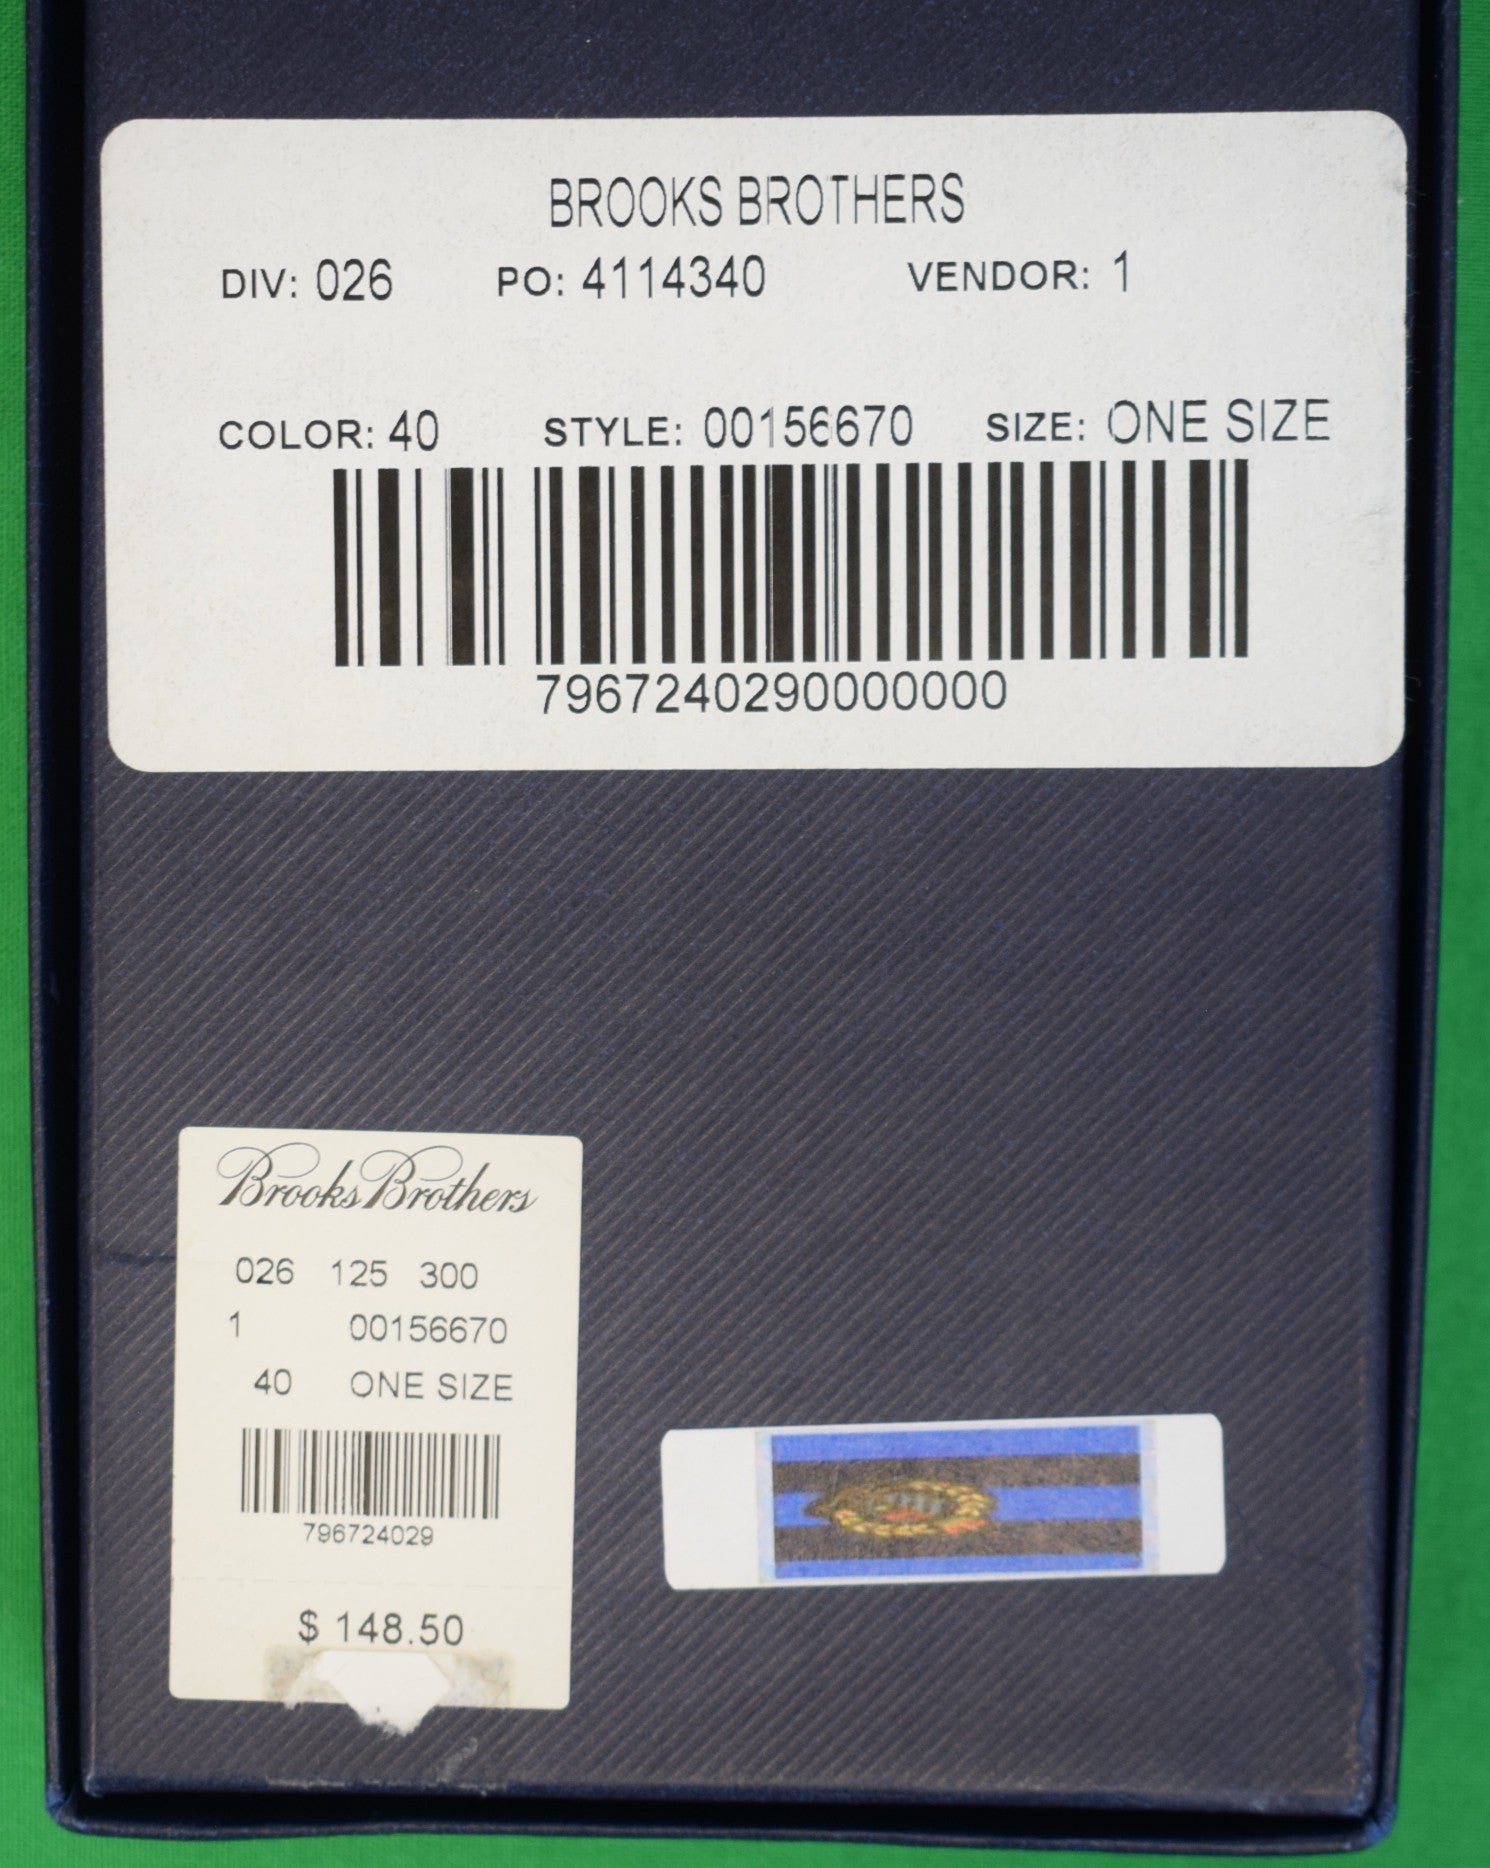 BROOKS BROTHERS
DIV: 026 PO: 4114340 VENDOR: 1
COLOR: 40 STYLE: 00156670 SIZE: ONE SIZE
7967240290000000
Brooks Brothers
026 125 300
1 00156670
40 ONE SIZE
796724029
$ 148.50